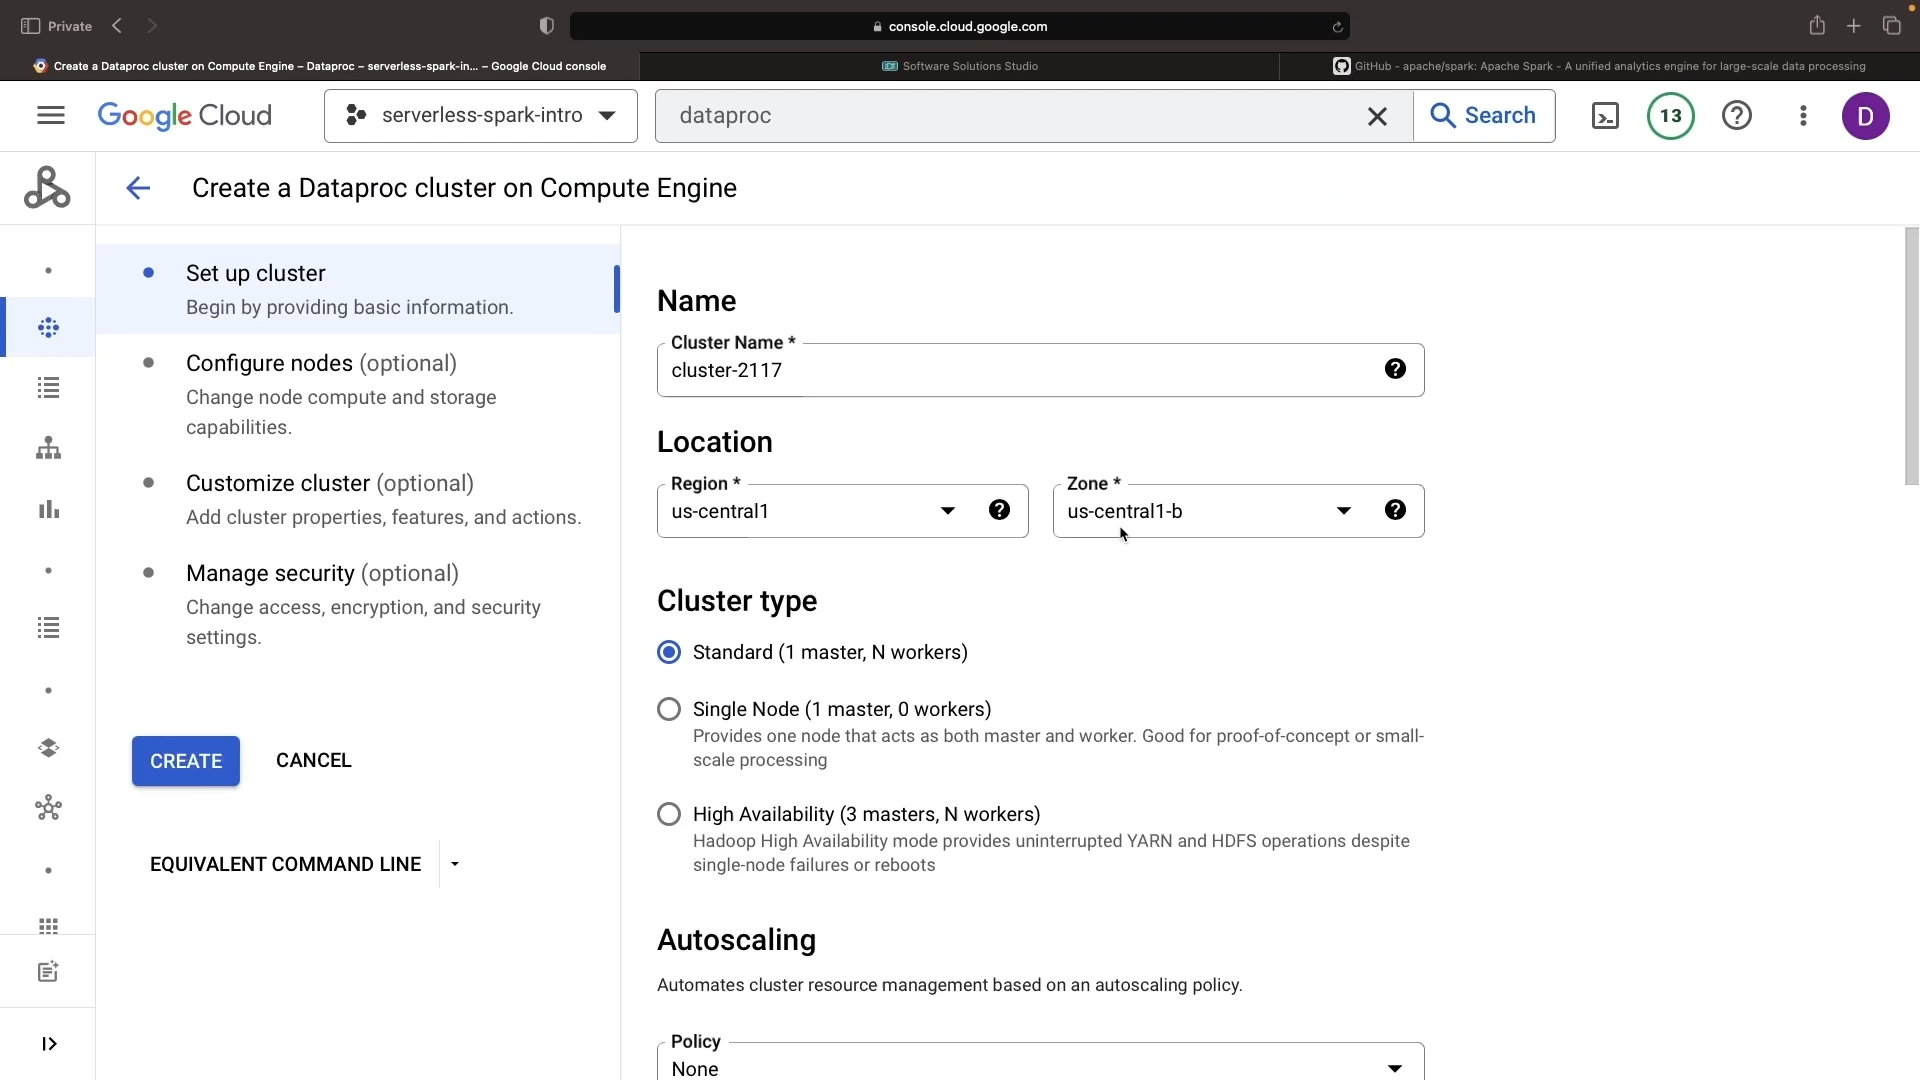 Private
console.cloud.google.com
Create a Dataproc cluster on Compute Engine – Dataproc – serverless-spark-in... – Google Cloud console
Software Solutions Studio
GitHub - apache/spark: Apache Spark - A unified analytics engine for large-scale data processing
Google Cloud
serverless-spark-intro
dataproc
Search
13
D
Create a Dataproc cluster on Compute Engine
Set up cluster
Begin by providing basic information.
Configure nodes (optional)
Change node compute and storage
capabilities.
Customize cluster (optional)
Add cluster properties, features, and actions.
Manage security (optional)
Change access, encryption, and security
settings.
CREATE
CANCEL
EQUIVALENT COMMAND LINE
Name
Cluster Name *
cluster-2117
Location
Region *
us-central1
Zone *
us-central1-b
Cluster type
Standard (1 master, N workers)
Single Node (1 master, 0 workers)
Provides one node that acts as both master and worker. Good for proof-of-concept or small-
scale processing
High Availability (3 masters, N workers)
Hadoop High Availability mode provides uninterrupted YARN and HDFS operations despite
single-node failures or reboots
Autoscaling
Automates cluster resource management based on an autoscaling policy.
Policy
None